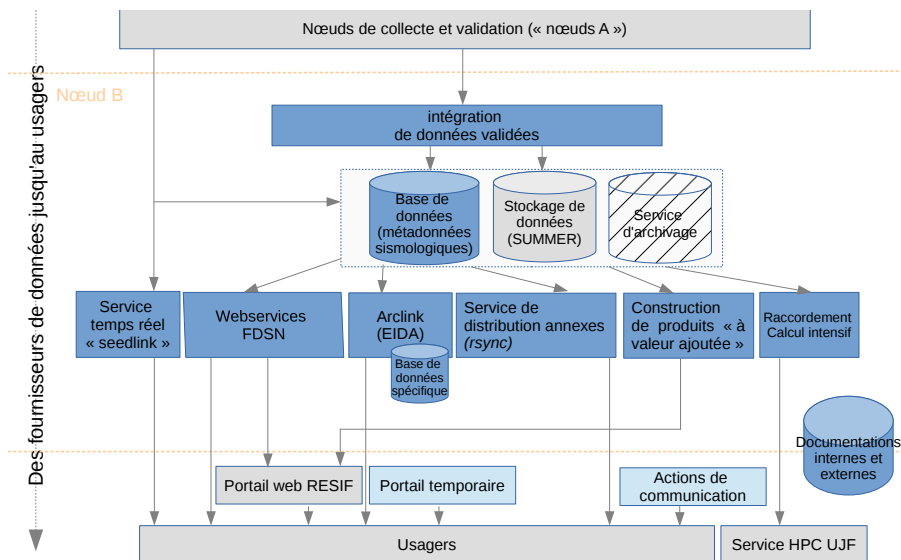 Nœuds de collecte et validation (« nœuds A »)
Des fournisseurs de données jusqu'au usagers
Nœud B
intégration
de données validées
Base de
données
(métadonnées
sismologiques)
Stockage de
données
(SUMMER)
Service
d'archivage
Service
temps réel
« seedlink »
Webservices
FDSN
Arclink
(EIDA)
Base de
données
spécifique
Service de
distribution annexes
(rsync)
Construction
de produits « à
valeur ajoutée »
Raccordement
Calcul intensif
Documentations
internes et
externes
Portail web RESIF
Portail temporaire
Actions de
communication
Usagers
Service HPC UJF